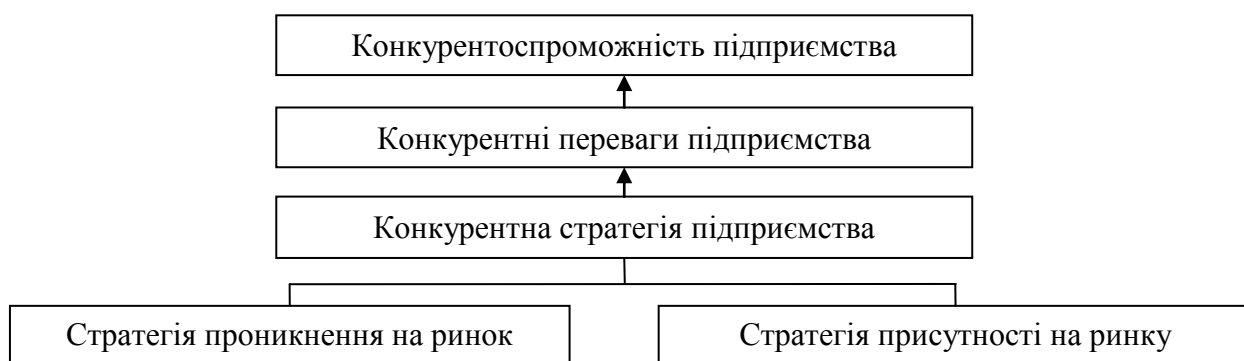 Конкурентоспроможність підприємства
Конкурентні переваги підприємства
Конкурентна стратегія підприємства
Стратегія проникнення на ринок
Стратегія присутності на ринку